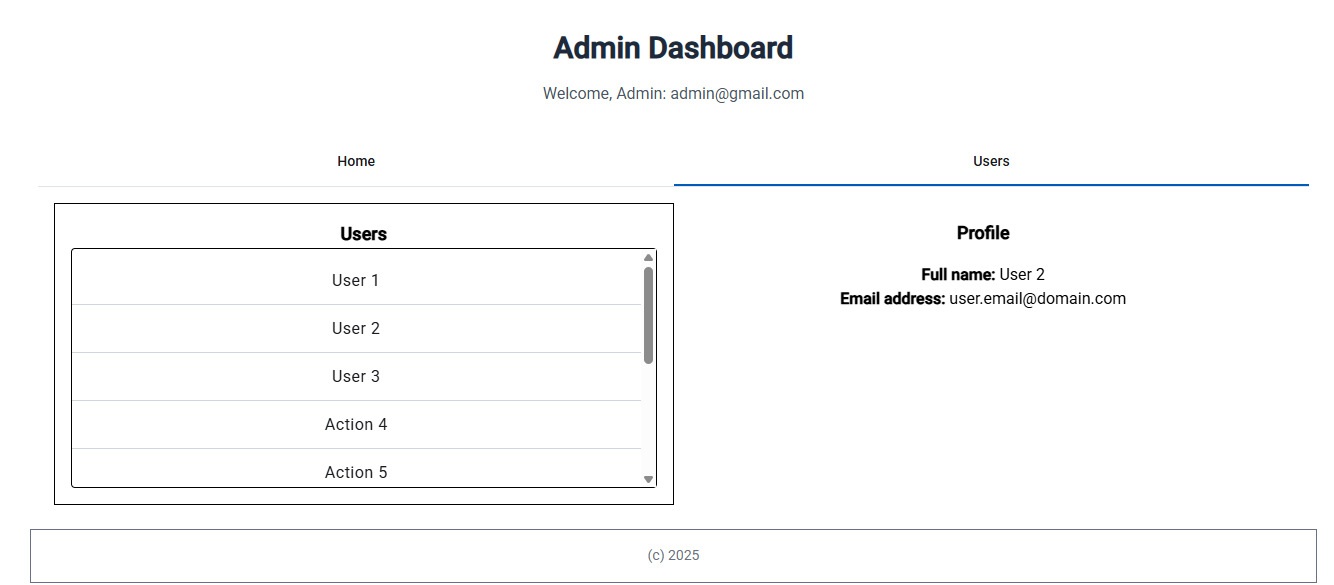 Admin Dashboard
Welcome, Admin: admin@gmail.com
Home
Users
Users
User 1
User 2
User 3
Action 4
Action 5
Profile
Full name: User 2
Email address: user.email@domain.com
(c) 2025